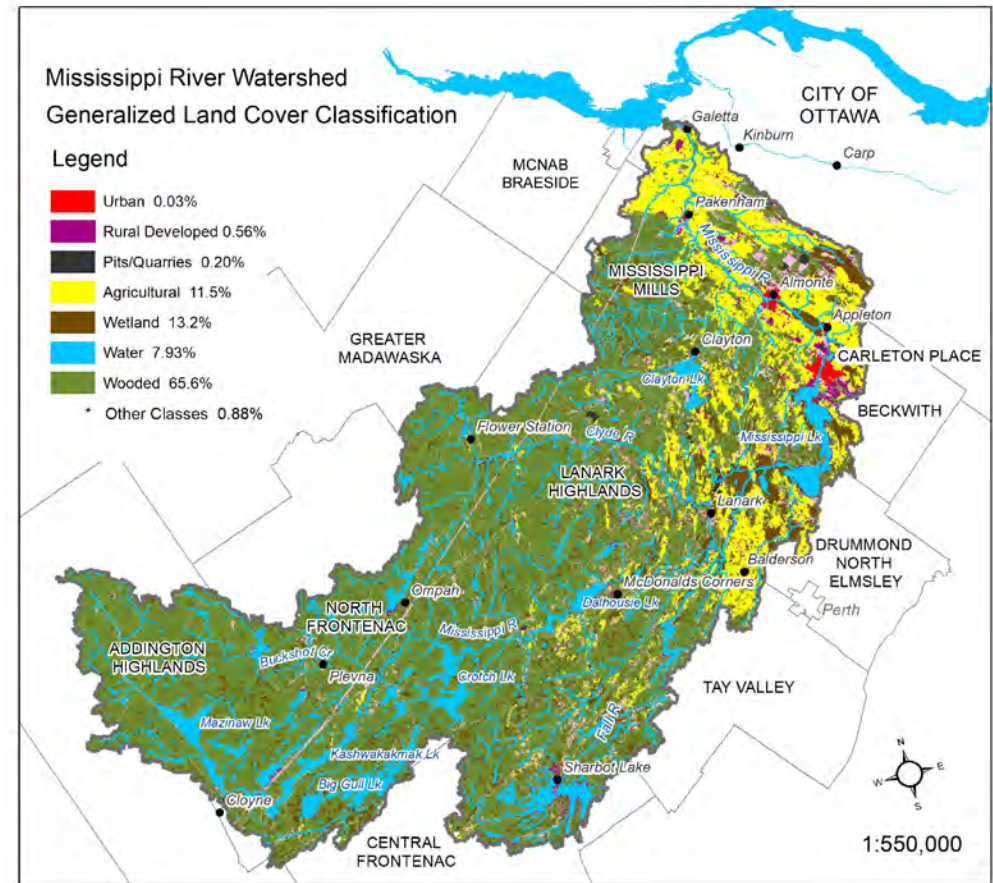 Mississippi River Watershed
Generalized Land Cover Classification
Legend
Urban 0.03%
Rural Developed 0.56%
Pits/Quarries 0.20%
Agricultural 11.5%
Wetland 13.2%
Water 7.93%
Wooded 65.6%
* Other Classes 0.88%
CITY OF
OTTAWA
Galetta
Kinburn
Carp
MCNAB
BRAESIDE
Pakenham
Mississippi R
MISSISSIPPI
MILLS
Almonte
Appleton
GREATER
MADAWASKA
Clayton
CARLETON PLACE
Clayton Lk
BECKWITH
Flower Station
Clyde R
Mississippi Lk
LANARK
HIGHLANDS
Lanark
DRUMMOND
NORTH
ELMSLEY
Balderson
McDonalds Corners
Perth
Ompah
Dalhousie Lk
NORTH
FRONTENAC
Mississippi R
ADDINGTON
HIGHLANDS
Buckshot Cr
Plevna
Crotch Lk
TAY VALLEY
Mazinaw Lk
Fall R
Kashwakakmak Lk
Sharbot Lake
Big Gull Lk
Cloyne
CENTRAL
FRONTENAC
N
W
E
S
1:550,000